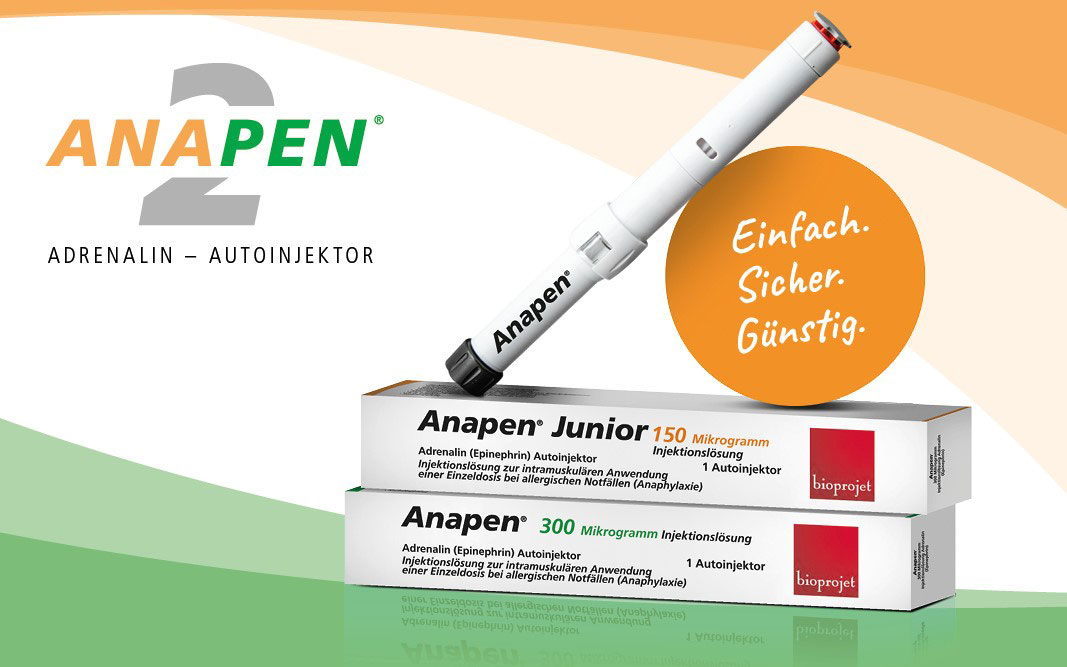 2
ANAPEN®
ADRENALIN – AUTOINJEKTOR
Anapen®
Einfach.
Sicher.
Günstig.
Anapen® Junior 150 Mikrogramm
Injektionslösung
Adrenalin (Epinephrin) Autoinjektor
1 Autoinjektor
Injektionslösung zur intramuskulären Anwendung
einer Einzeldosis bei allergischen Notfällen (Anaphylaxie)
bioprojet
Anapen® 300 Mikrogramm Injektionslösung
Adrenalin (Epinephrin) Autoinjektor
1 Autoinjektor
Injektionslösung zur intramuskulären Anwendung
einer Einzeldosis bei allergischen Notfällen (Anaphylaxie)
bioprojet